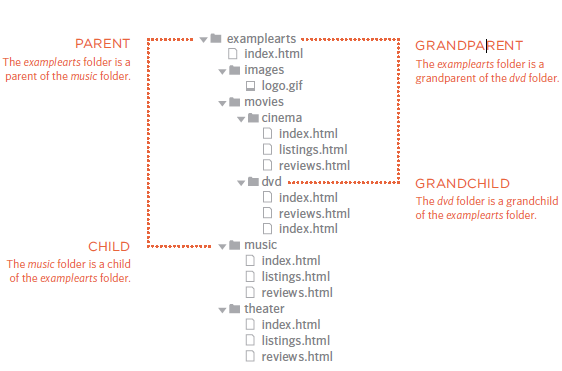 PARENT
The examplearts folder is a
parent of the music folder.
CHILD
The music folder is a child
of the examplearts folder.
examplearts
index.html
images
logo.gif
movies
cinema
index.html
listings.html
reviews.html
dvd
index.html
reviews.html
index.html
music
index.html
listings.html
reviews.html
theater
index.html
listings.html
reviews.html
GRANDPARENT
The examplearts folder is a
grandparent of the dvd folder.
GRANDCHILD
The dvd folder is a grandchild
of the examplearts folder.